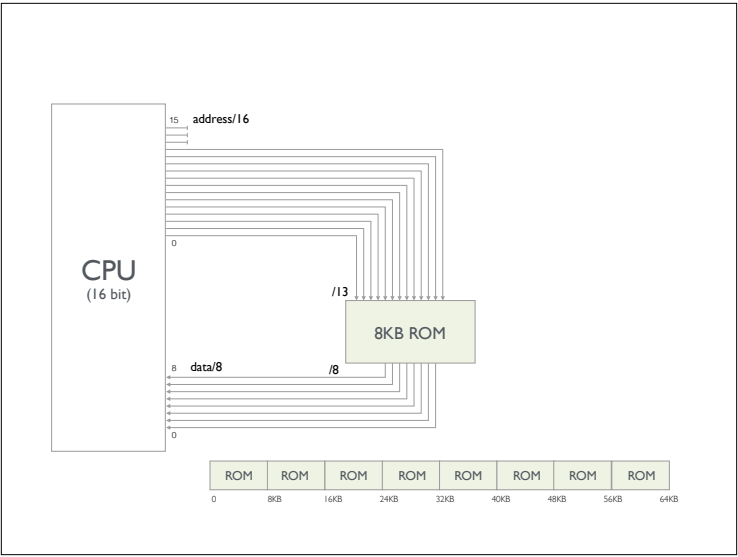 15 address/16
0
CPU
(16 bit)
/13
8KB ROM
8 data/8 /8
0
ROM ROM ROM ROM ROM ROM ROM ROM
0 8KB 16KB 24KB 32KB 40KB 48KB 56KB 64KB